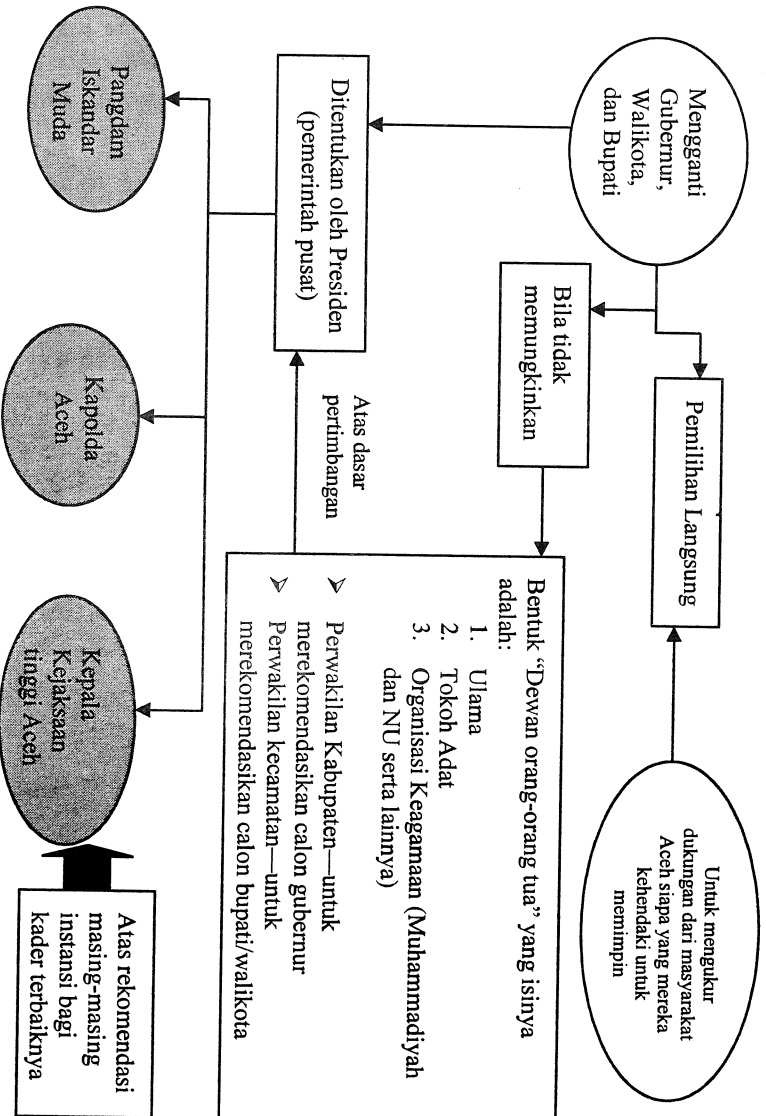 Mengganti
Gubernur,
Walikota,
dan Bupati
Pemilihan Langsung
Untuk mengukur
dukungan dari masyarakat
Aceh siapa yang mereka
kehendaki untuk
memimpin
Bila tidak
memungkinkan
Bentuk “Dewan orang-orang tua” yang isinya
adalah:
1. Ulama
2. Tokoh Adat
3. Organisasi Keagamaan (Muhammadiyah
dan NU serta lainnya)
➢ Perwakilan Kabupaten—untuk
merekomendasikan calon gubernur
➢ Perwakilan kecamatan—untuk
merekomendasikan calon bupati/walikota
Ditentukan oleh Presiden
(pemerintah pusat)
Atas dasar
pertimbangan
Pangdam
Iskandar
Muda
Kapolda
Aceh
Kepala
Kejaksaan
tinggi Aceh
Atas rekomendasi
masing-masing
instansi bagi
kader terbaiknya